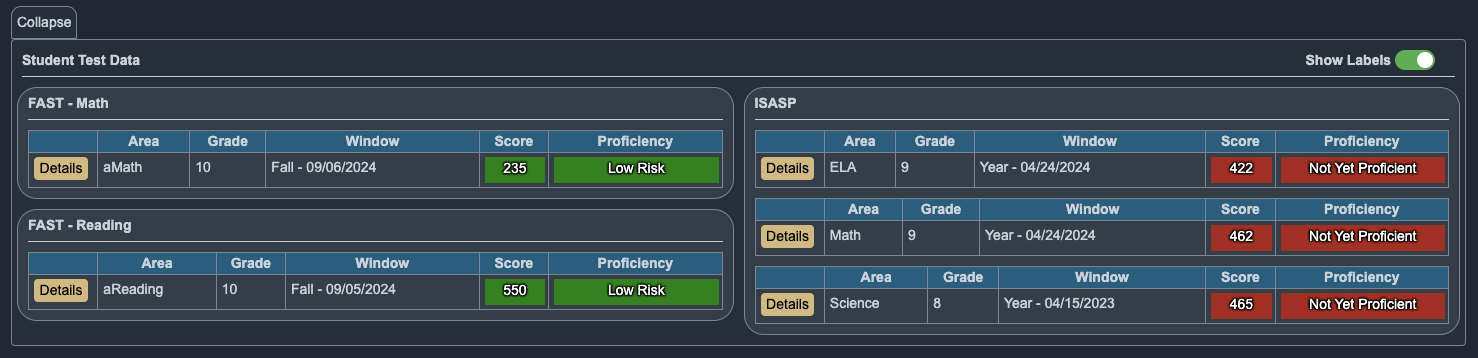 Collapse
Student Test Data
Show Labels
FAST - Math
Area Grade Window Score Proficiency
Details aMath 10 Fall - 09/06/2024 235 Low Risk
FAST - Reading
Area Grade Window Score Proficiency
Details aReading 10 Fall - 09/05/2024 550 Low Risk
ISASP
Area Grade Window Score Proficiency
Details ELA 9 Year - 04/24/2024 422 Not Yet Proficient
Area Grade Window Score Proficiency
Details Math 9 Year - 04/24/2024 462 Not Yet Proficient
Area Grade Window Score Proficiency
Details Science 8 Year - 04/15/2023 465 Not Yet Proficient